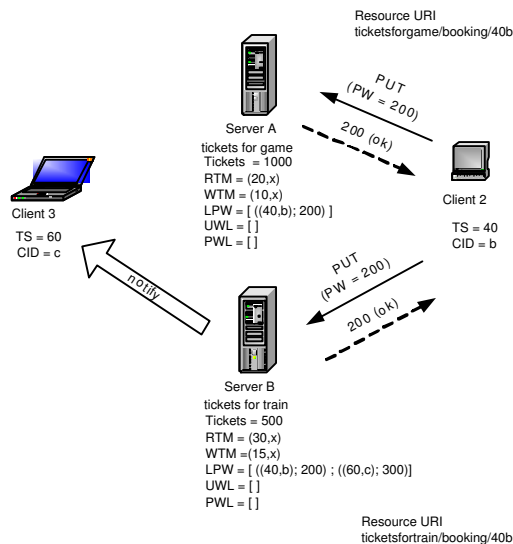 Resource URI
ticketsforgame/booking/40b
PUT
(PW = 200)
200 (ok)
Server A
tickets for game
Tickets = 1000
RTM = (20,x)
WTM = (10,x)
LPW = [ ((40,b); 200) ]
UWL = [ ]
PWL = [ ]
Client 2
TS = 40
CID = b
Client 3
TS = 60
CID = c
notify
PUT
(PW = 200)
200 (ok)
Server B
tickets for train
Tickets = 500
RTM = (30,x)
WTM =(15,x)
LPW = [ ((40,b); 200) ; ((60,c); 300)]
UWL = [ ]
PWL = [ ]
Resource URI
ticketsfortrain/booking/40b